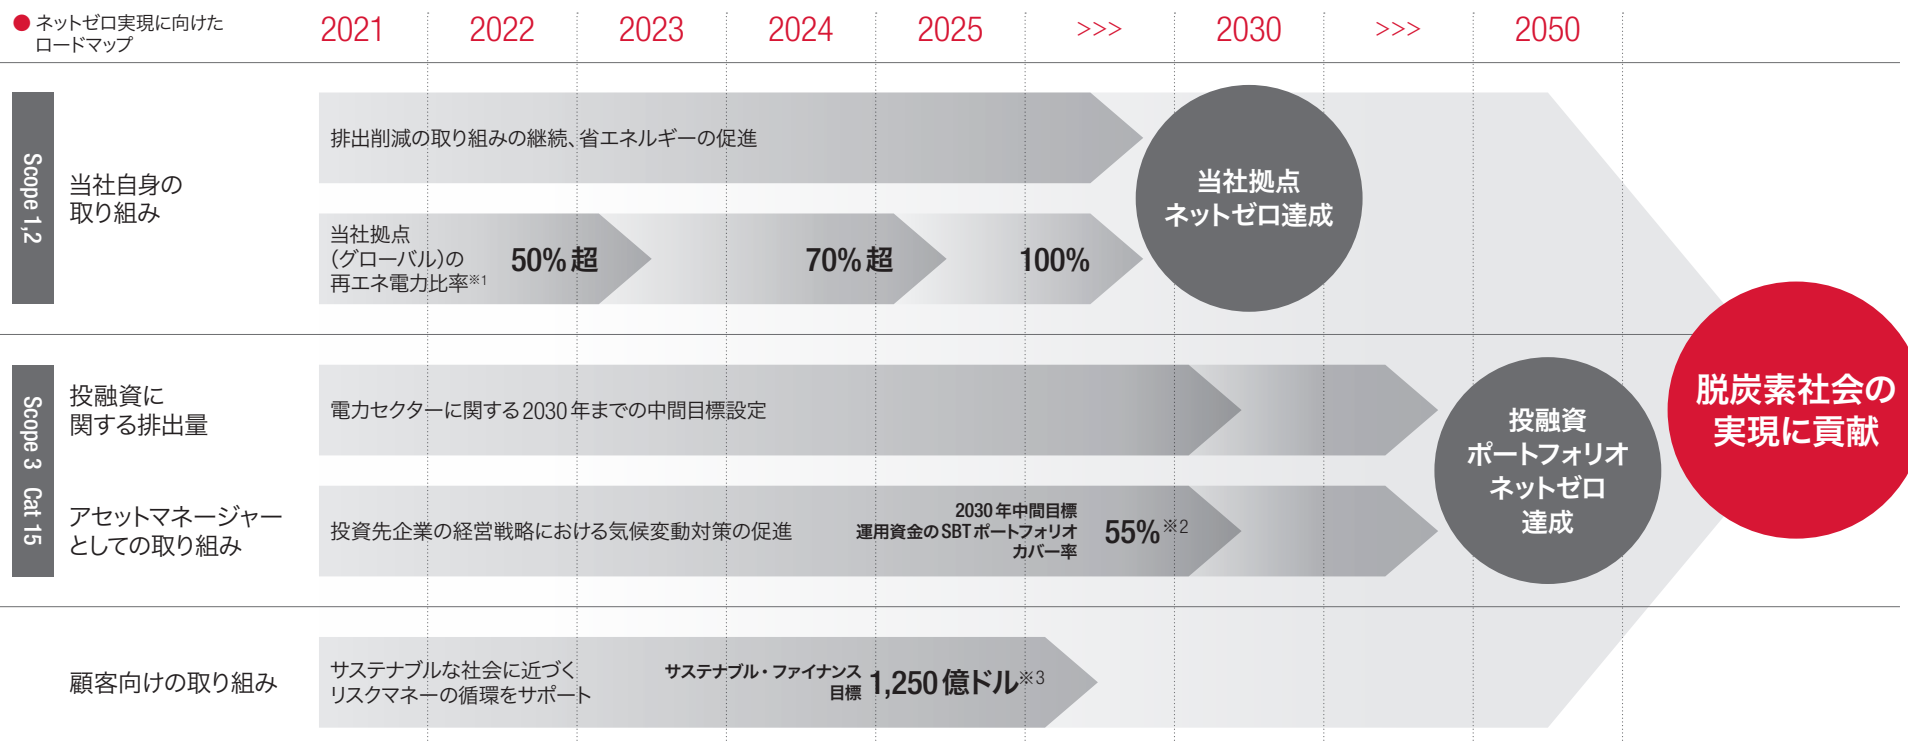 ● ネットゼロ実現に向けた
ロードマップ
2021 2022 2023 2024 2025 >>> 2030 >>> 2050
Scope 1,2
当社自身の
取り組み
排出削減の取り組みの継続、省エネルギーの促進
当社拠点
(グローバル)の
再エネ電力比率※1
50%超
70%超
100%
当社拠点
ネットゼロ達成
Scope 3 Cat 15
投融資に
関する排出量
電力セクターに関する2030年までの中間目標設定
アセットマネージャー
としての取り組み
投資先企業の経営戦略における気候変動対策の促進
2030年中間目標
運用資金のSBTポートフォリオ
カバー率
55%※2
投融資
ポートフォリオ
ネットゼロ
達成
脱炭素社会の
実現に貢献
顧客向けの取り組み
サステナブルな社会に近づく
リスクマネーの循環をサポート
サステナブル・ファイナンス
目標
1,250億ドル※3